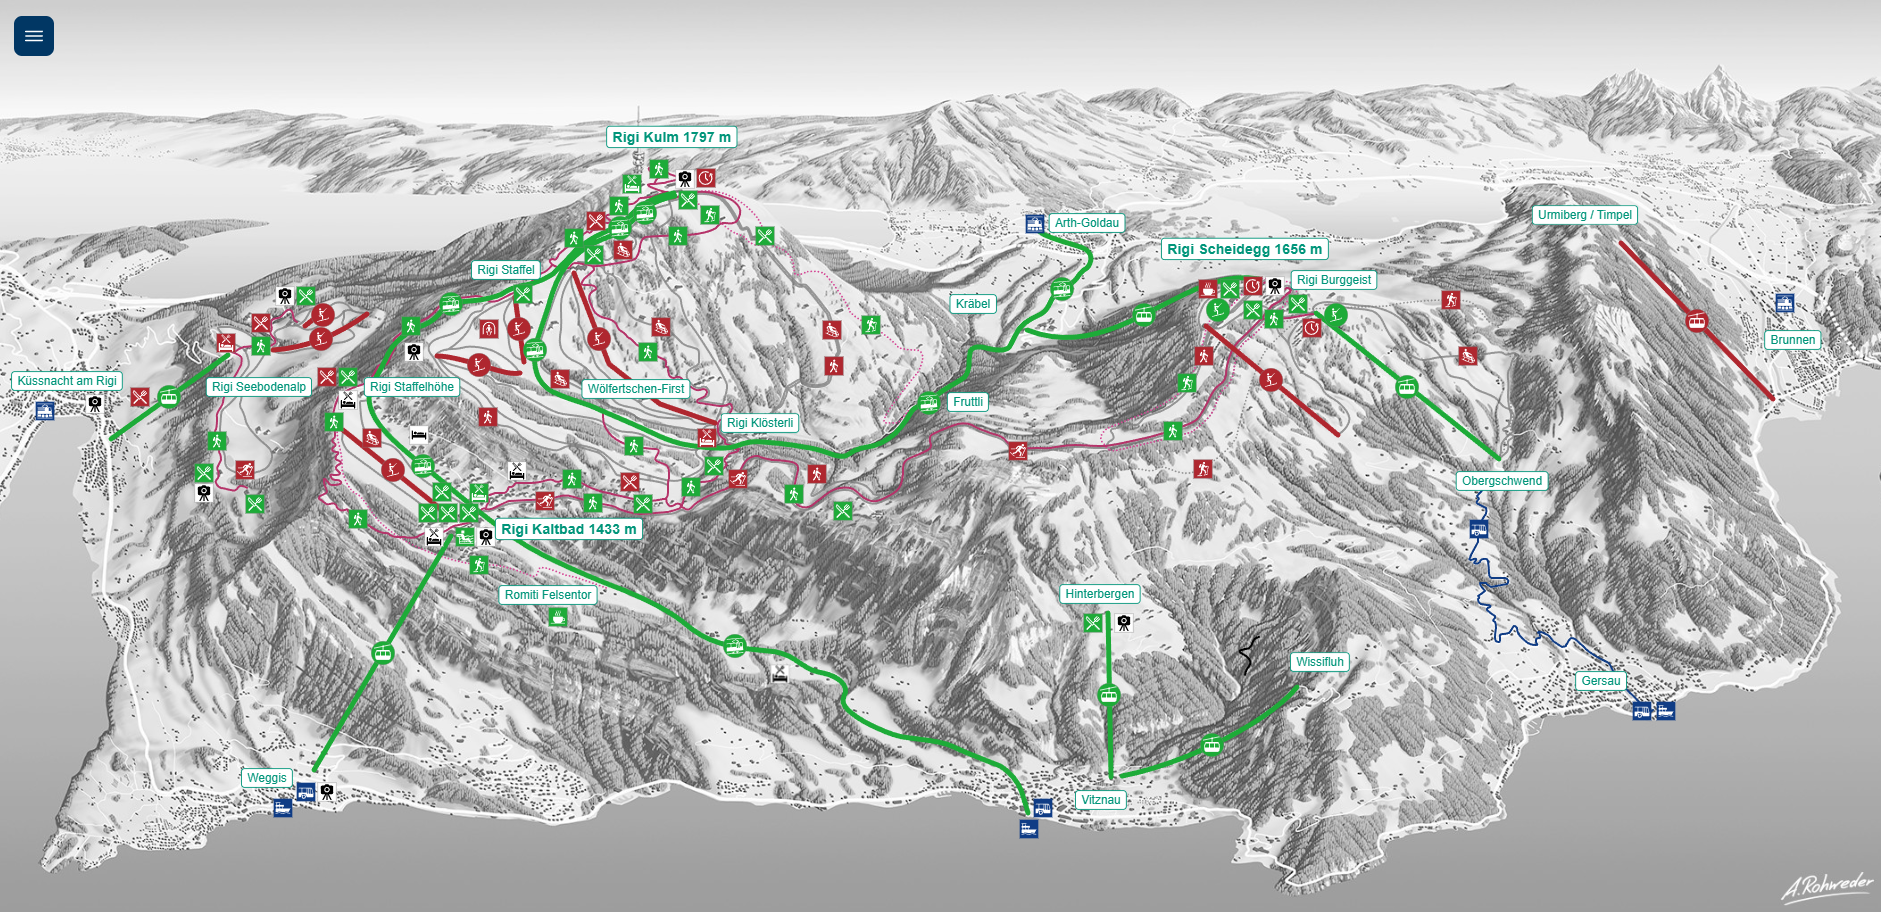 Rigi Kulm 1797 m
Urmiberg / Timpel
Arth-Goldau
Rigi Scheidegg 1656 m
Rigi Staffel
Rigi Burggeist
Kräbel
Brunnen
Küssnacht am Rigi
Rigi Seebodenalp
Rigi Staffelhöhe
Wölfertschen-First
Fruttli
Rigi Klösterli
Obergschwend
Rigi Kaltbad 1433 m
Romiti Felsentor
Hinterbergen
Wissifluh
Gersau
Weggis
Vitznau
A. Rohweder